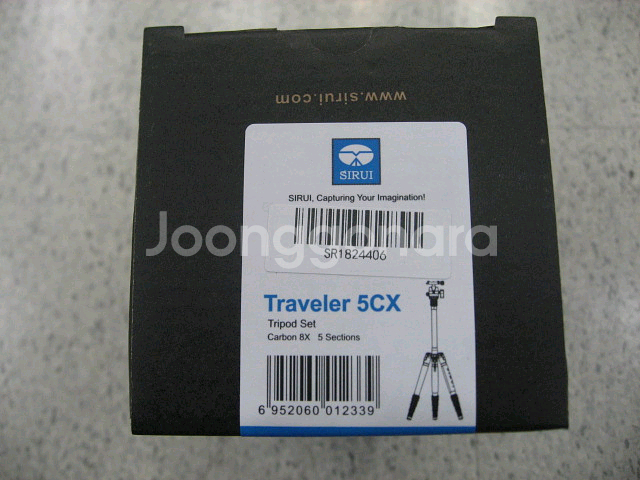 www.sirui.com
SIRUI
SIRUI, Capturing Your Imagination!
Joonggonara
SR1824406
Traveler 5CX
Tripod Set
Carbon 8X 5 Sections
6 952060 012339